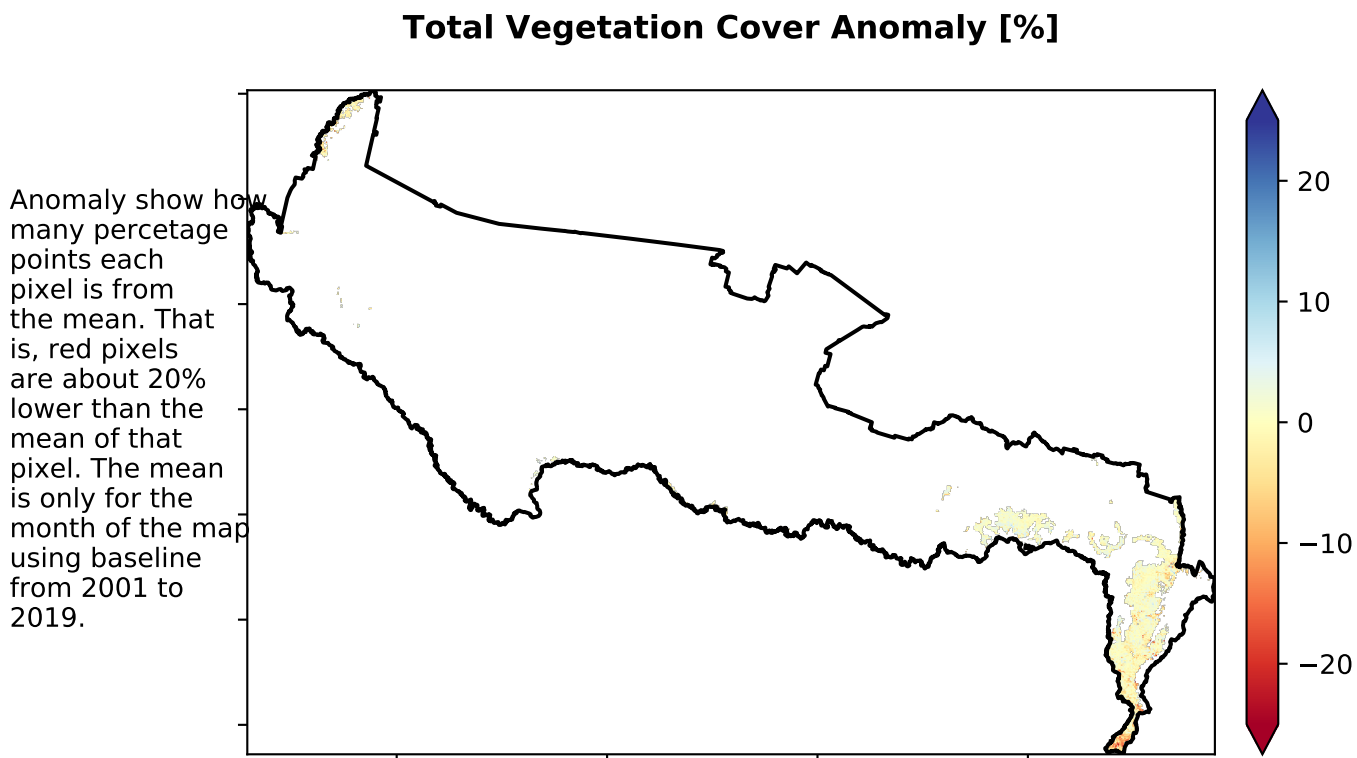 Total Vegetation Cover Anomaly [%]
Anomaly show how
many percetage
points each
pixel is from
the mean. That
is, red pixels
are about 20%
lower than the
mean of that
pixel. The mean
is only for the
month of the map
using baseline
from 2001 to
2019.
20
10
0
−10
−20